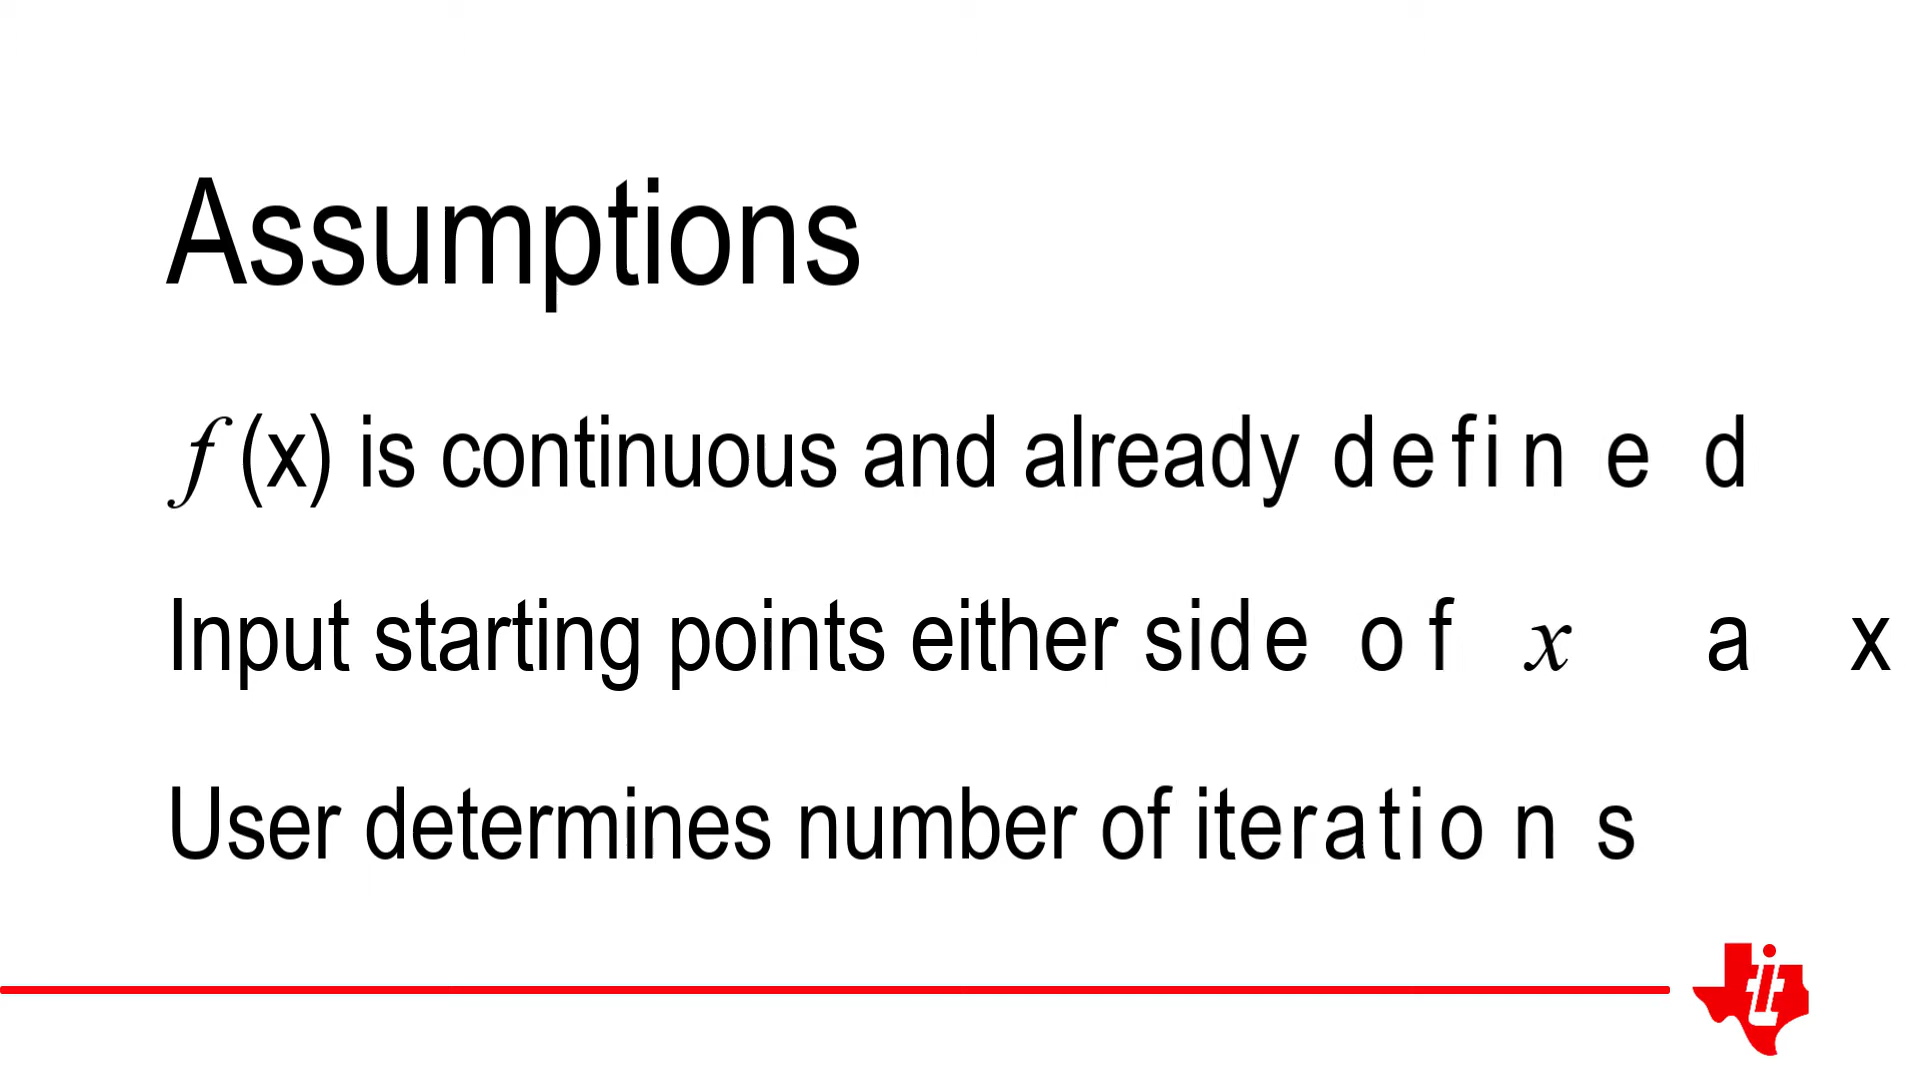 Assumptions
f (x) is continuous and already defined
Input starting points either side of x a x
User determines number of iterations